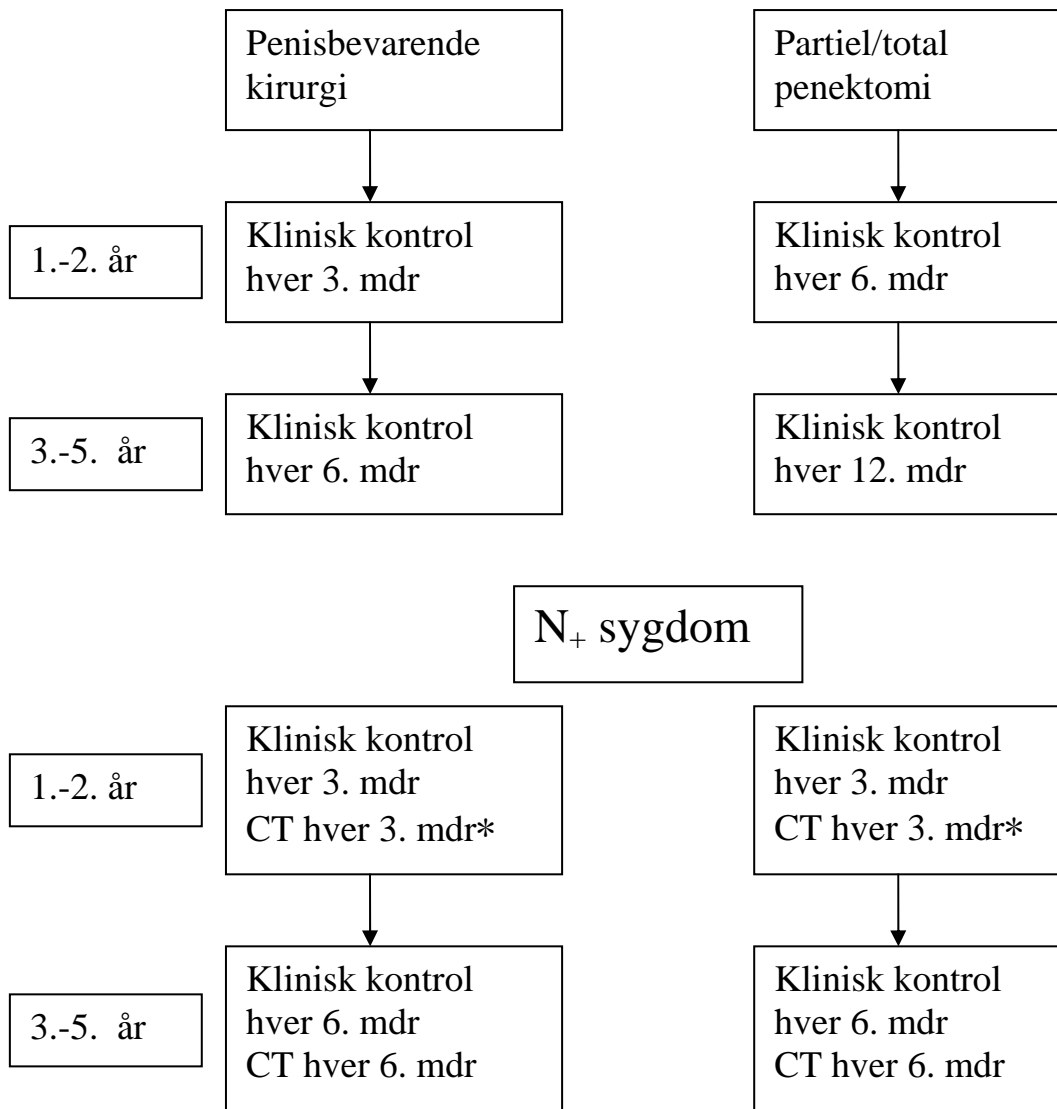 Penisbevarende
kirurgi
Partiel/total
penektomi
1.-2. år
Klinisk kontrol
hver 3. mdr
Klinisk kontrol
hver 6. mdr
3.-5. år
Klinisk kontrol
hver 6. mdr
Klinisk kontrol
hver 12. mdr
N+ sygdom
1.-2. år
Klinisk kontrol
hver 3. mdr
CT hver 3. mdr*
Klinisk kontrol
hver 3. mdr
CT hver 3. mdr*
3.-5. år
Klinisk kontrol
hver 6. mdr
CT hver 6. mdr
Klinisk kontrol
hver 6. mdr
CT hver 6. mdr